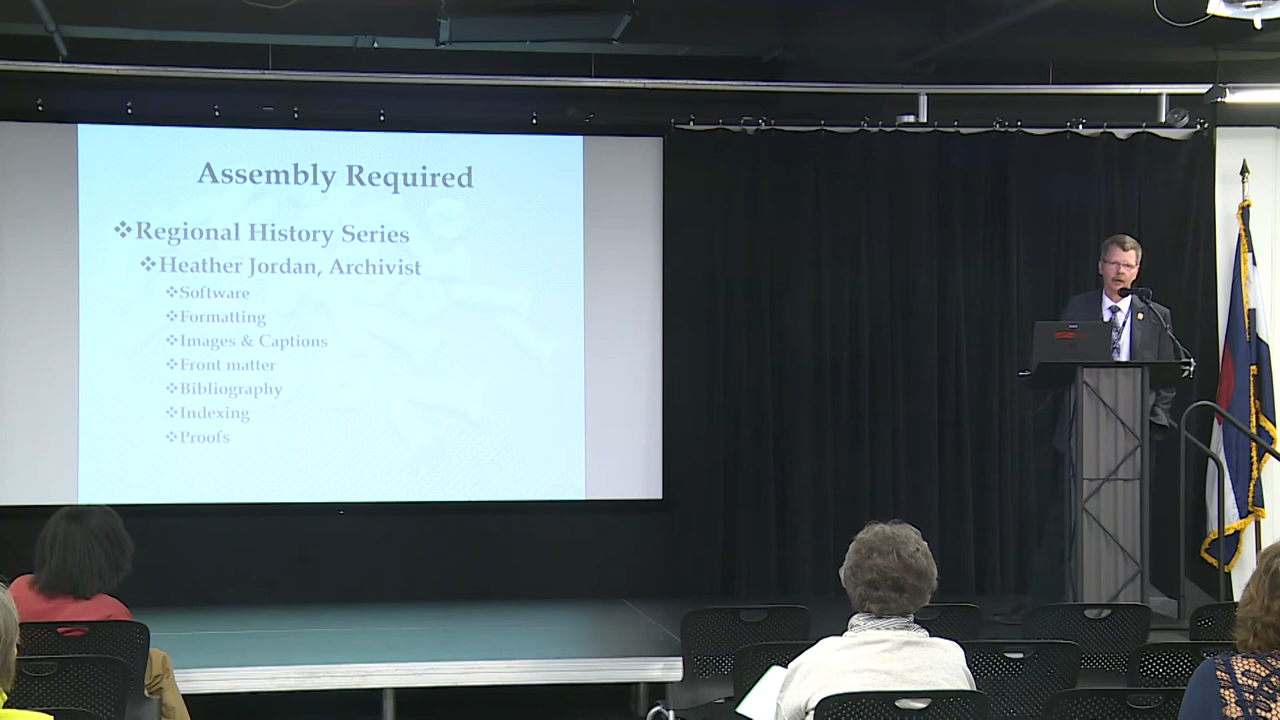 Assembly Required
❖Regional History Series
❖Heather Jordan, Archivist
❖Software
❖Formatting
❖Images & Captions
❖Front matter
❖Bibliography
❖Indexing
❖Proofs